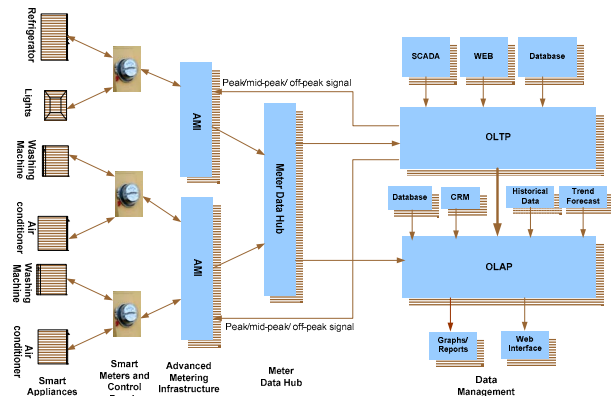 Refrigerator
Lights
Washing
Machine
Air
conditioner
Washing
Machine
Air
conditioner
AMI
AMI
Peak/mid-peak/ off-peak signal
Peak/mid-peak/ off-peak signal
Meter Data Hub
SCADA
WEB
Database
OLTP
Database
CRM
Historical
Data
Trend
Forecast
OLAP
Graphs/
Reports
Web
Interface
Smart
Appliances
Smart
Meters and
Control
Advanced
Metering
Infrastructure
Meter
Data Hub
Data
Management